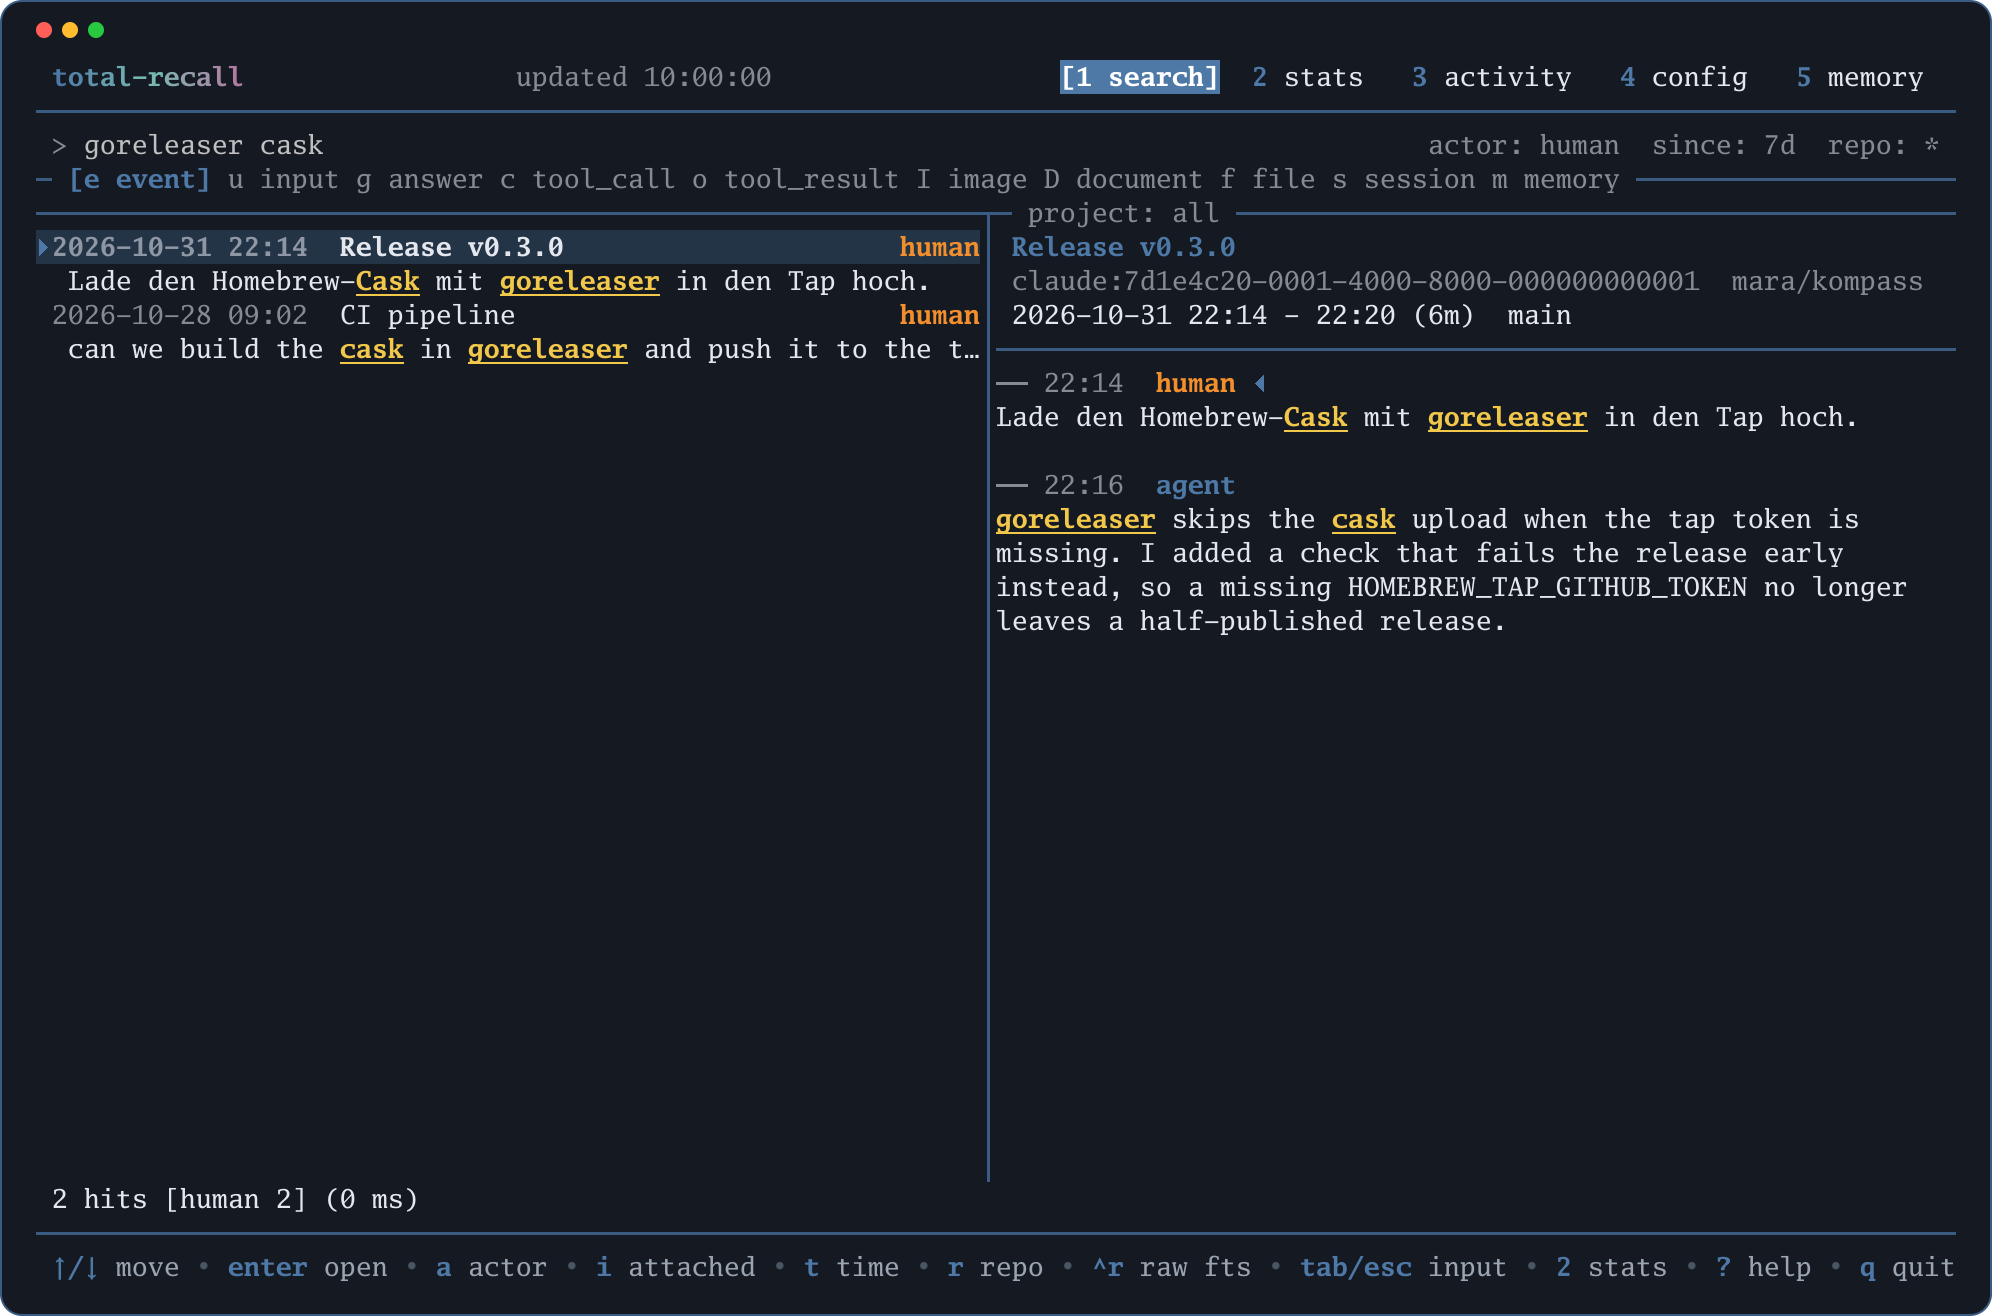 total-recall updated 10:00:00 [1 search] 2 stats 3 activity 4 config 5 memory
> goreleaser cask actor: human since: 7d repo: *
[e event] u input g answer c tool_call o tool_result I image D document f file s session m memory
project: all
2026-10-31 22:14 Release v0.3.0 human
Lade den Homebrew-Cask mit goreleaser in den Tap hoch.
2026-10-28 09:02 CI pipeline human
can we build the cask in goreleaser and push it to the t…
Release v0.3.0
claude:7d1e4c20-0001-4000-8000-000000000001 mara/kompass
2026-10-31 22:14 – 22:20 (6m) main
── 22:14 human
Lade den Homebrew-Cask mit goreleaser in den Tap hoch.
── 22:16 agent
goreleaser skips the cask upload when the tap token is
missing. I added a check that fails the release early
instead, so a missing HOMEBREW_TAP_GITHUB_TOKEN no longer
leaves a half-published release.
2 hits [human 2] (0 ms)
↑/↓ move • enter open • a actor • i attached • t time • r repo • ^r raw fts • tab/esc input • 2 stats • ? help • q quit